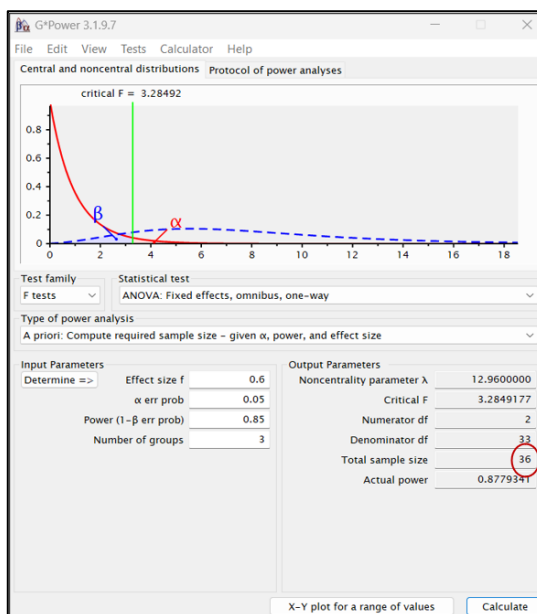 G*Power 3.1.9.7
File Edit View Tests Calculator Help
Central and noncentral distributions Protocol of power analyses
critical F = 3.28492
0.8
0.6
0.4
0.2
0
β
α
0 2 4 6 8 10 12 14 16 18
Test family Statistical test
F tests ANOVA: Fixed effects, omnibus, one-way
Type of power analysis
A priori: Compute required sample size - given α, power, and effect size
Input Parameters Output Parameters
Determine => Effect size f 0.6 Noncentrality parameter λ 12.9600000
α err prob 0.05 Critical F 3.2849177
Power (1-β err prob) 0.85 Numerator df 2
Number of groups 3 Denominator df 33
Total sample size 36
Actual power 0.8779341
X-Y plot for a range of values Calculate